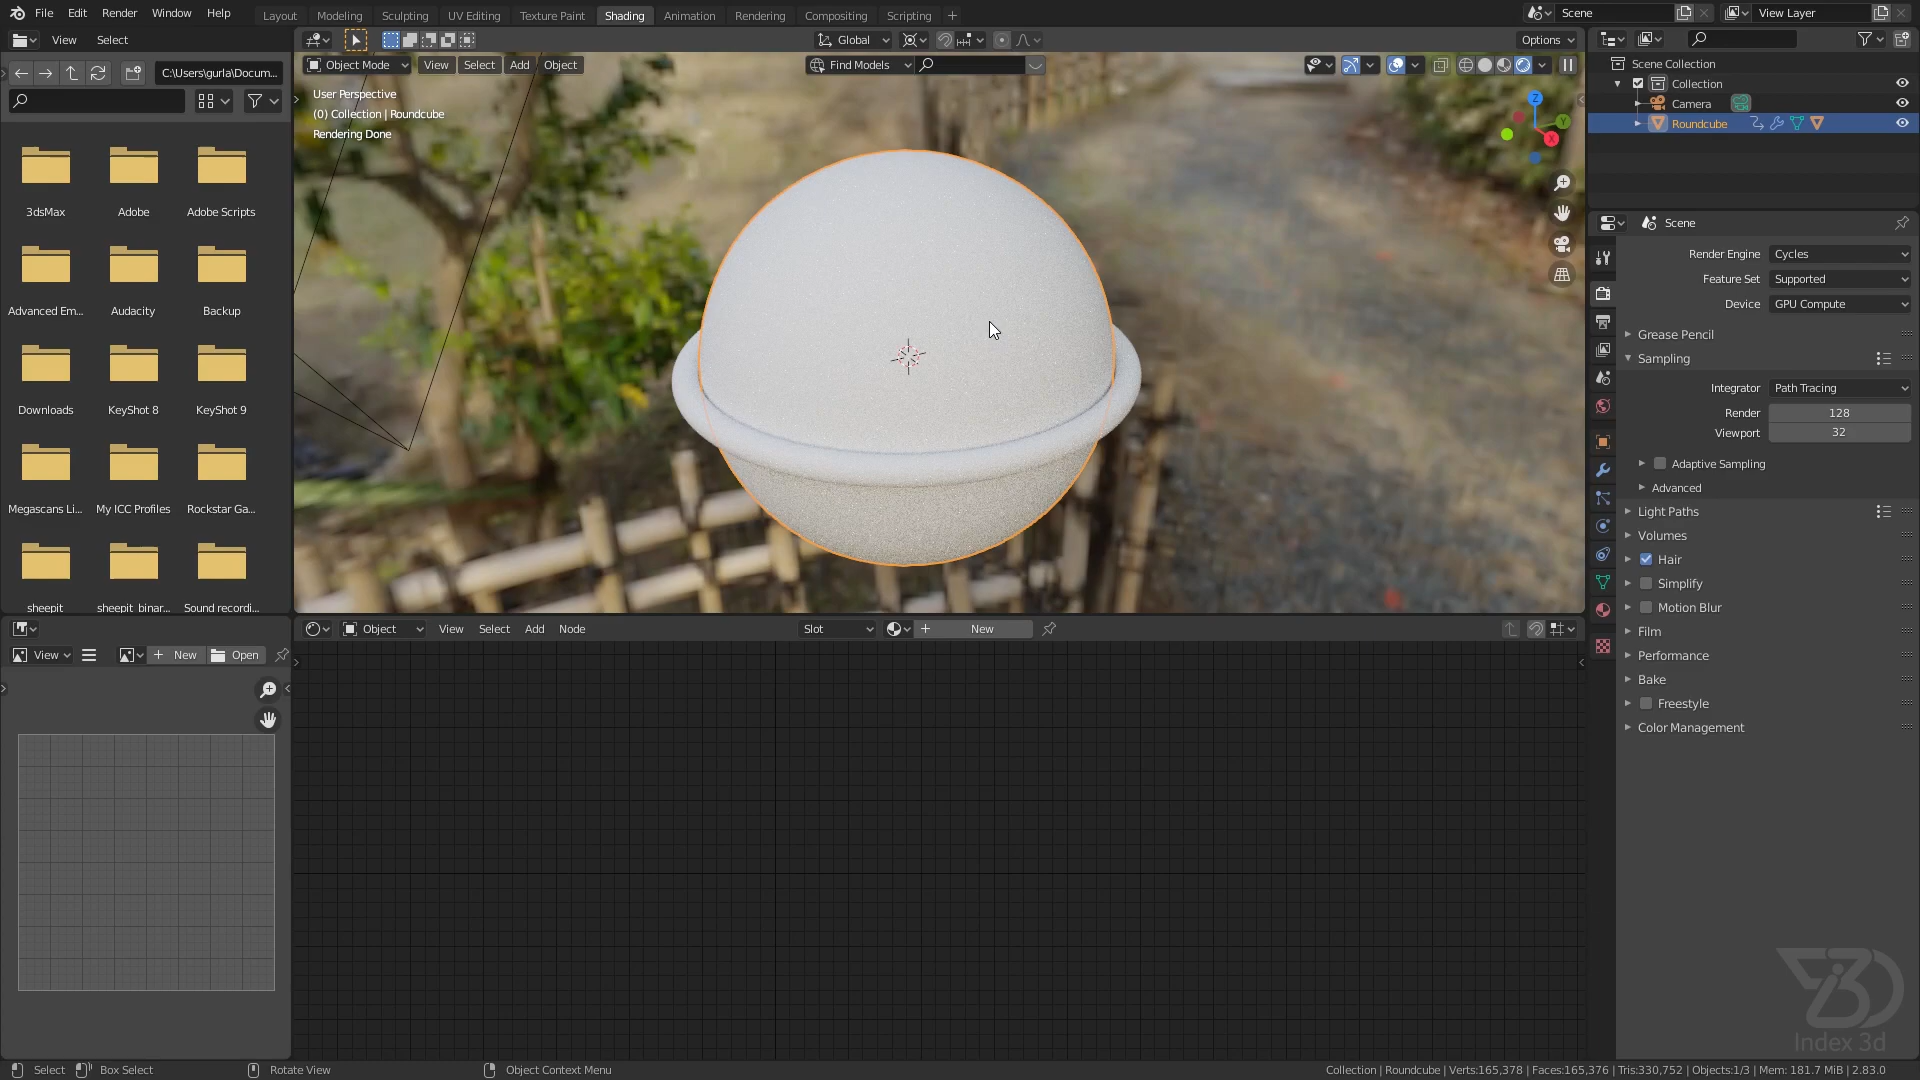 File Edit Render Window Help
Layout Modeling Sculpting UV Editing Texture Paint Shading Animation Rendering Compositing Scripting +
Scene
View Layer
View Select
Global
Options
C:\Users\gurla\Docum...
Object Mode View Select Add Object
Find Models
User Perspective
(0) Collection | Roundcube
Rendering Done
Z
Y
X
3dsMax Adobe Adobe Scripts
Advanced Em... Audacity Backup
Downloads KeyShot 8 KeyShot 9
Megascans Li... My ICC Profiles Rockstar Ga...
sheepit sheepit_binar... Sound recordi...
Scene Collection
Collection
Camera
Roundcube
Scene
Render Engine Cycles
Feature Set Supported
Device GPU Compute
Grease Pencil
Sampling
Integrator Path Tracing
Render 128
Viewport 32
Adaptive Sampling
Advanced
Light Paths
Volumes
Hair
Simplify
Motion Blur
Film
Performance
Bake
Freestyle
Color Management
Object View Select Add Node
Slot
+ New
View
+ New Open
Index 3d
Select Box Select Rotate View Object Context Menu
Collection | Roundcube | Verts:165,378 | Faces:165,376 | Tris:330,752 | Objects:1/3 | Mem: 181.7 MiB | 2.83.0